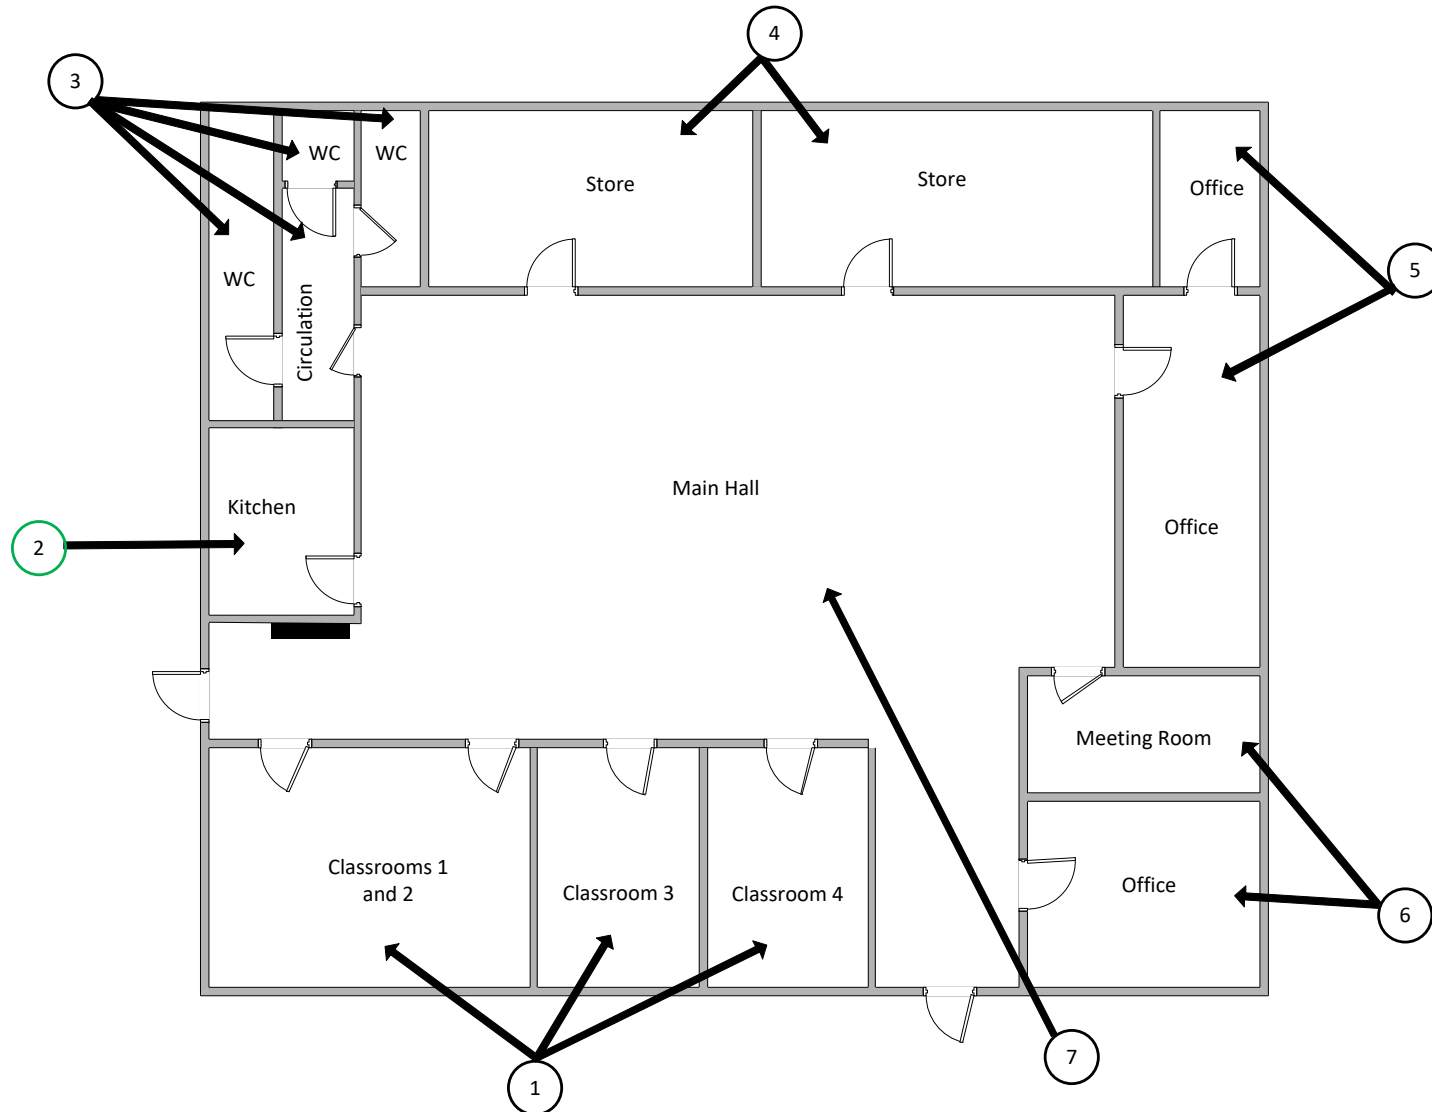 4
3
WC
WC
Store
Store
Office
5
WC
Circulation
Main Hall
Kitchen
Office
2
Meeting Room
Classrooms 1
and 2
Classroom 3
Classroom 4
Office
6
7
1